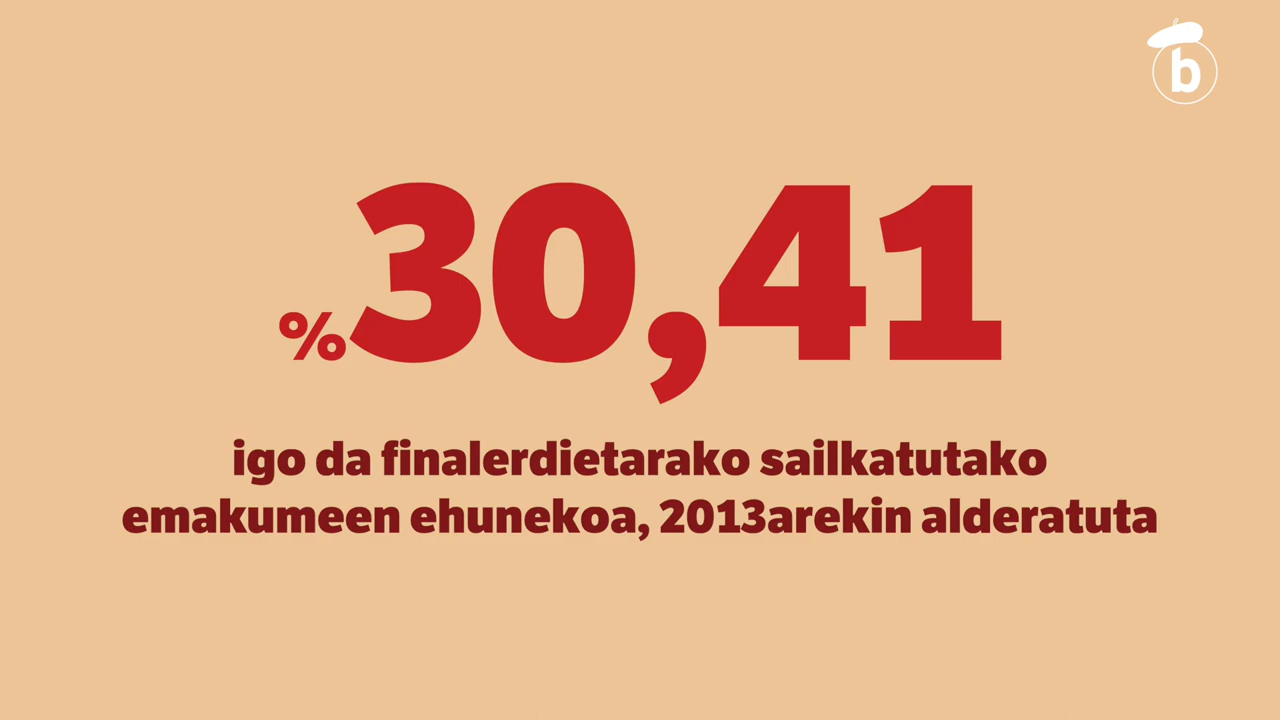 b
%30,41
igo da finalerdietarako sailkatutako
emakumeen ehunekoa, 2013arekin alderatuta